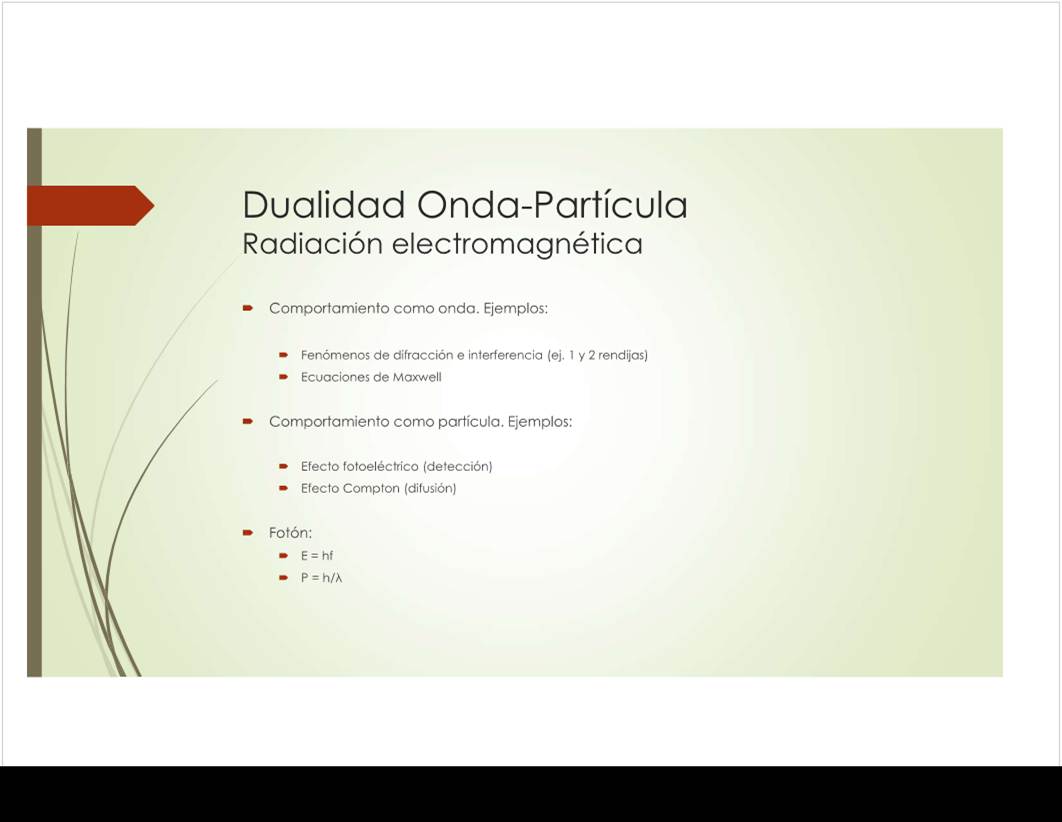 Dualidad Onda-Partícula
Radiación electromagnética
Comportamiento como onda. Ejemplos:
Fenómenos de difracción e interferencia (ej. 1 y 2 rendijas)
Ecuaciones de Maxwell
Comportamiento como partícula. Ejemplos:
Efecto fotoeléctrico (detección)
Efecto Compton (difusión)
Fotón:
E = hf
P = h/λ